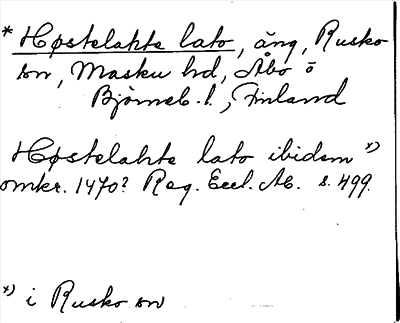 * Høstelahte lato, äng, Rusko
sn, Masku hd, Åbo o
Björneb. l., Finland
Høstelahte lato ibidem x)
omkr. 1470? Reg. Eccl. Ab. s. 499.
x) i Rusko sn